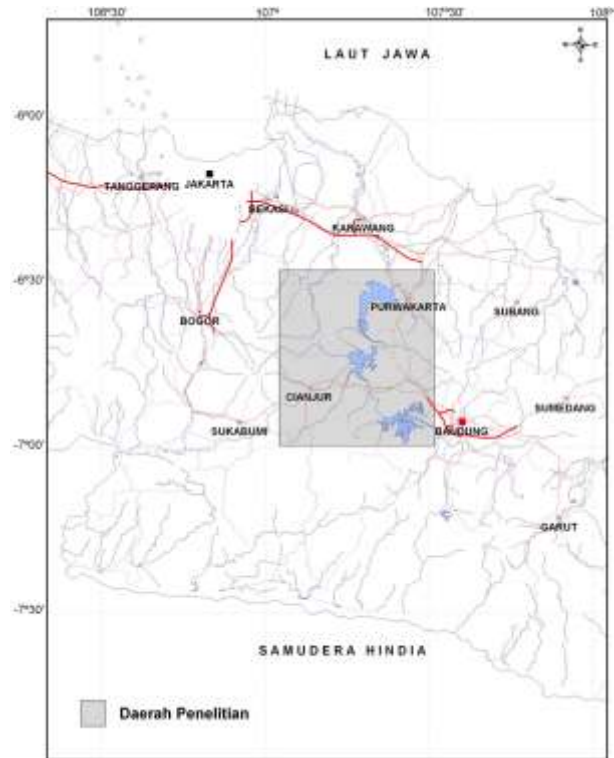 106°30'
107°
107°30'
108°
LAUT JAWA
-6°00'
TANGGERANG
JAKARTA
BEKASI
KARAWANG
-6°30'
PURWAKARTA
SUBANG
BOGOR
CIANJUR
SUMEDANG
SUKABUMI
BANDUNG
-7°00'
GARUT
-7°30'
SAMUDERA HINDIA
Daerah Penelitian